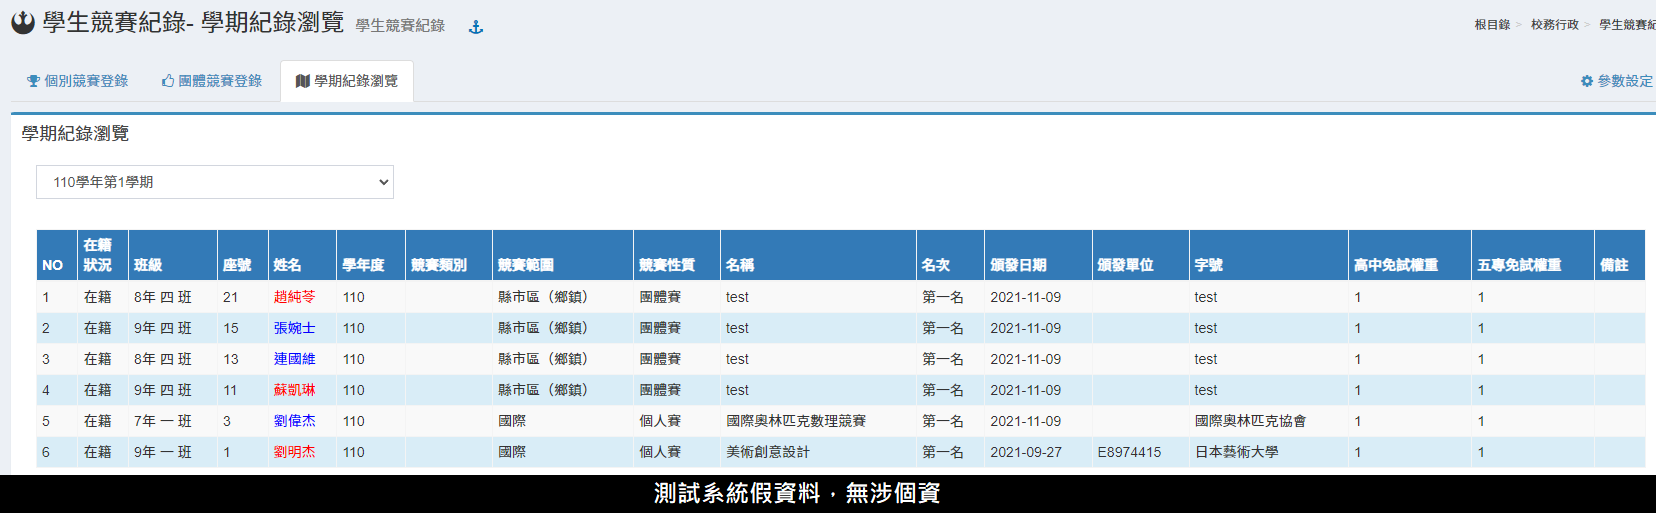 學生競賽紀錄- 學期紀錄瀏覽 學生競賽紀錄
根目錄 > 校務行政 > 學生競賽紀
個別競賽登錄 團體競賽登錄 學期紀錄瀏覽 參數設定
學期紀錄瀏覽
110學年第1學期
NO 在籍狀況 班級 座號 姓名 學年度 競賽類別 競賽範圍 競賽性質 名稱 名次 頒發日期 頒發單位 字號 高中免試權重 五專免試權重 備註
1 在籍 8年 四 班 21 趙純苓 110 縣市區（鄉鎮） 團體賽 test 第一名 2021-11-09 test 1 1
2 在籍 9年 四 班 15 張婉士 110 縣市區（鄉鎮） 團體賽 test 第一名 2021-11-09 test 1 1
3 在籍 8年 四 班 13 連國維 110 縣市區（鄉鎮） 團體賽 test 第一名 2021-11-09 test 1 1
4 在籍 9年 四 班 11 蘇凱琳 110 縣市區（鄉鎮） 團體賽 test 第一名 2021-11-09 test 1 1
5 在籍 7年 一 班 3 劉偉杰 110 國際 個人賽 國際奧林匹克數理競賽 第一名 2021-11-09 國際奧林匹克協會 1 1
6 在籍 9年 一 班 1 劉明杰 110 國際 個人賽 美術創意設計 第一名 2021-09-27 E8974415 日本藝術大學 1 1
測試系統假資料，無涉個資